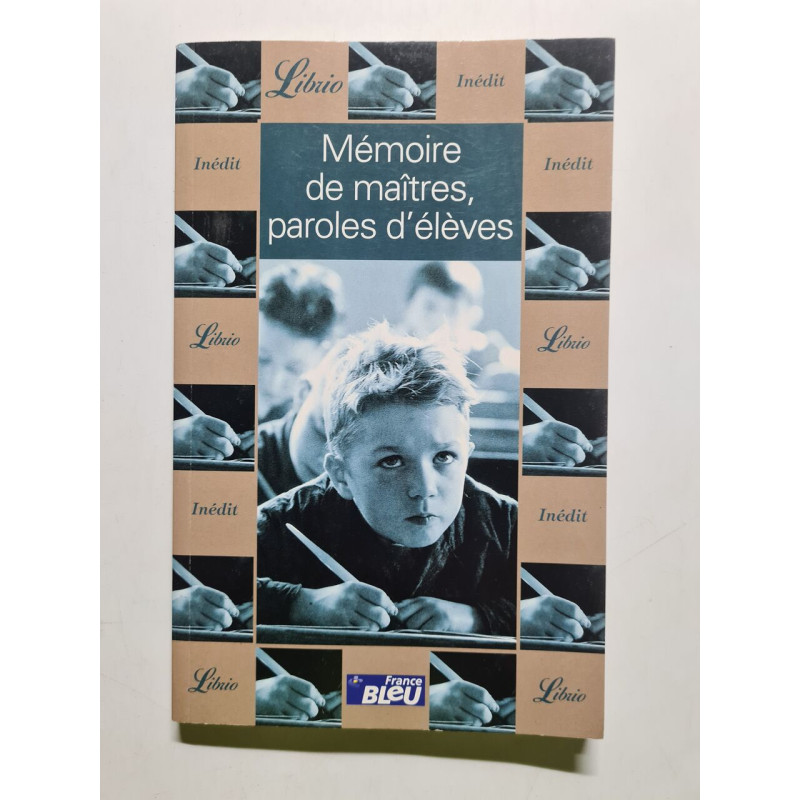 Librio
Inédit
Mémoire
de maîtres,
paroles d'élèves
Inédit
Inédit
Librio
Librio
Inédit
Inédit
Librio
France
BLeU
Librio